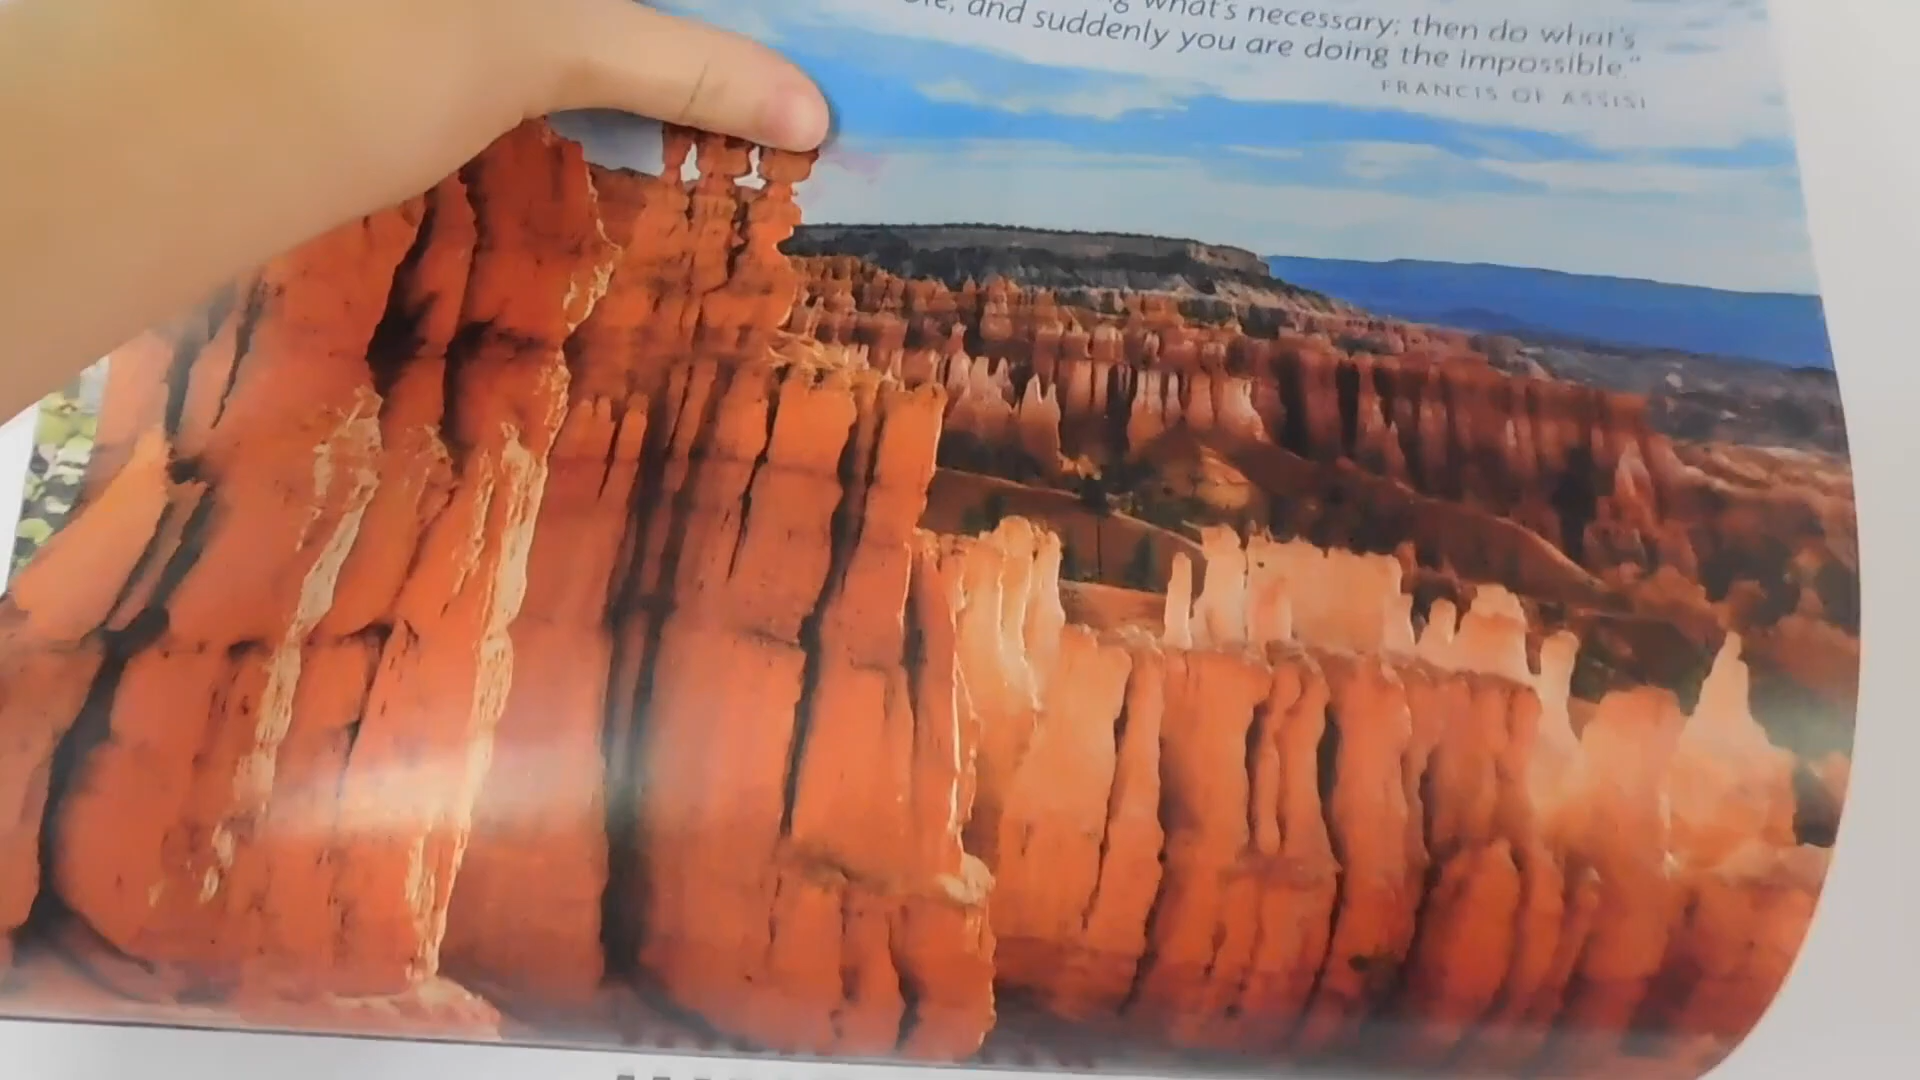 what's necessary; then do what's
and suddenly you are doing the impossible."
FRANCIS OF ASSISI